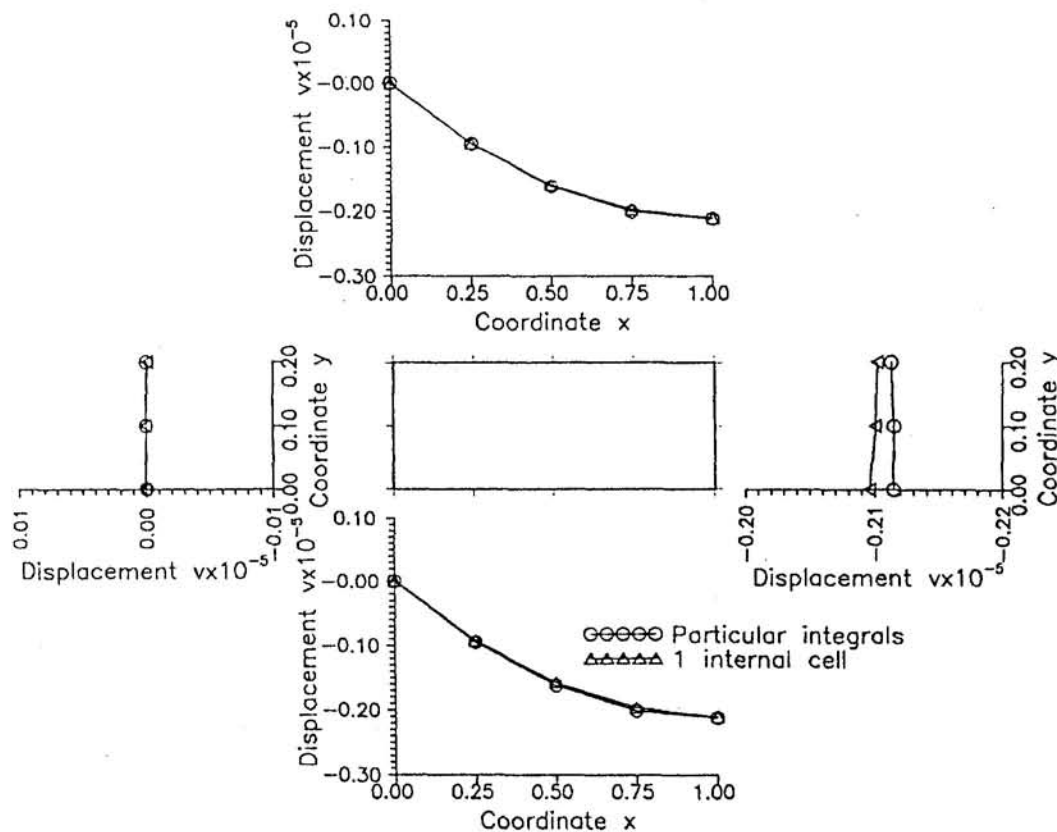 0.10
-0.00
-0.10
-0.20
-0.30
Displacement vx10⁻⁵
0.00 0.25 0.50 0.75 1.00
Coordinate x
0.20
0.10
0.00
Coordinate y
0.01 0.00 -0.01
Displacement vx10⁻⁵
0.20
0.10
0.00
Coordinate y
-0.20 -0.21 -0.22
Displacement vx10⁻⁵
0.10
-0.00
-0.10
-0.20
-0.30
Displacement vx10⁻⁵
Particular integrals
1 internal cell
0.00 0.25 0.50 0.75 1.00
Coordinate x